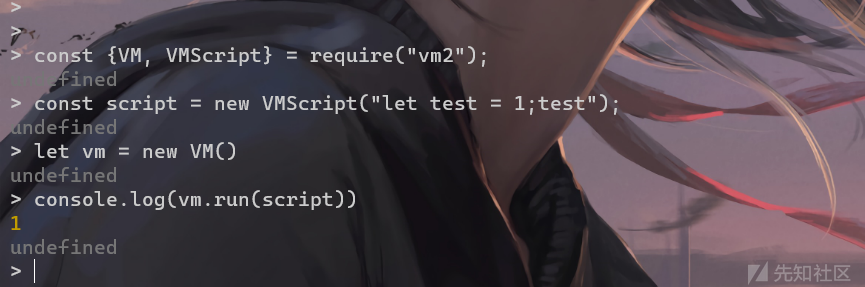 >
>
> const {VM, VMScript} = require("vm2");
undefined
> const script = new VMScript("let test = 1;test");
undefined
> let vm = new VM()
undefined
> console.log(vm.run(script))
1
undefined
>
先知社区